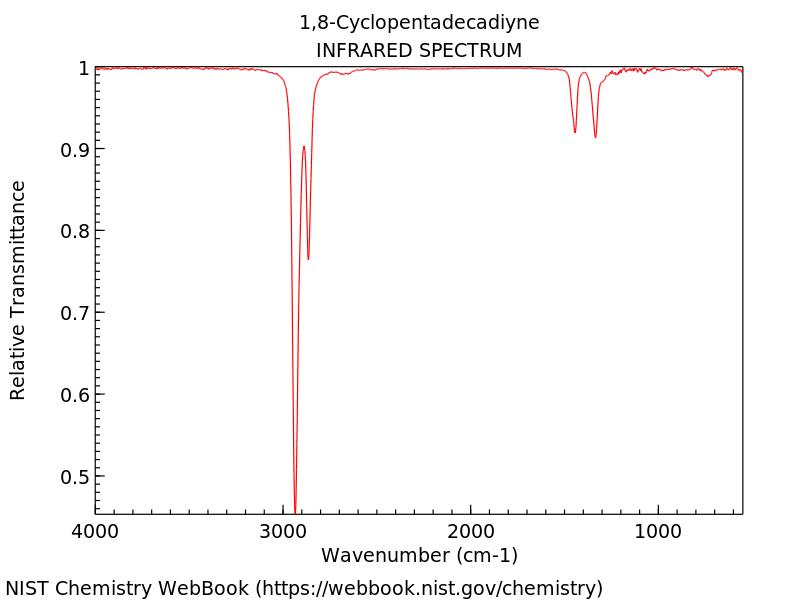 1,8-Cyclopentadecadiyne
INFRARED SPECTRUM
1
0.9
0.8
0.7
0.6
0.5
Relative Transmittance
4000 3000 2000 1000
Wavenumber (cm-1)
NIST Chemistry WebBook (https://webbook.nist.gov/chemistry)